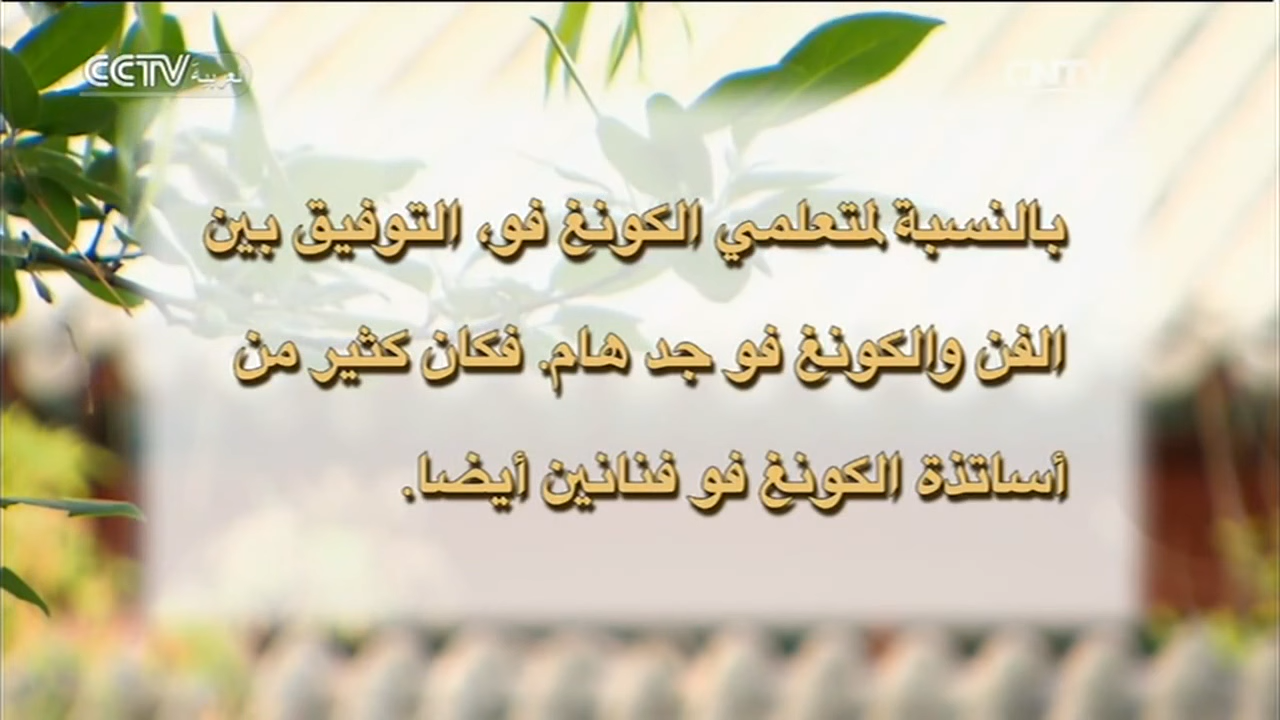 CCTV العربية
CNTV
بالنسبة لمتعلمي الكونغ فو، التوفيق بين
الفن والكونغ فو جد هام. فكان كثير من
أساتذة الكونغ فو فنانين أيضا.